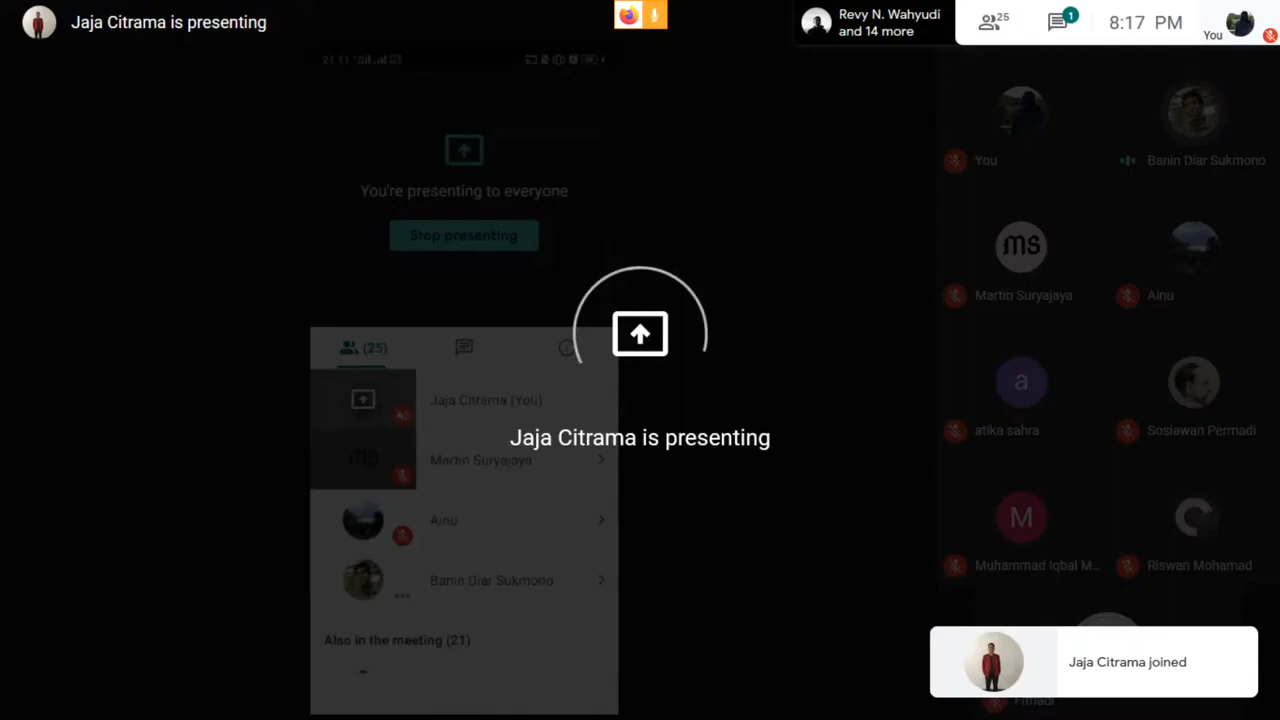 Jaja Citrama is presenting
Revy N. Wahyudi
and 14 more
25
1
8:17 PM
You
You're presenting to everyone
Stop presenting
(25)
Jaja Citrama (You)
Martin Suryajaya
Ainu
Banin Diar Sukmono
Also in the meeting (21)
Jaja Citrama is presenting
You
Banin Diar Sukmono
ms
Martin Suryajaya
Ainu
a
atika sahra
Sosiawan Permadi
M
Muhammad Iqbal M...
Riswan Mohamad
Jaja Citrama joined